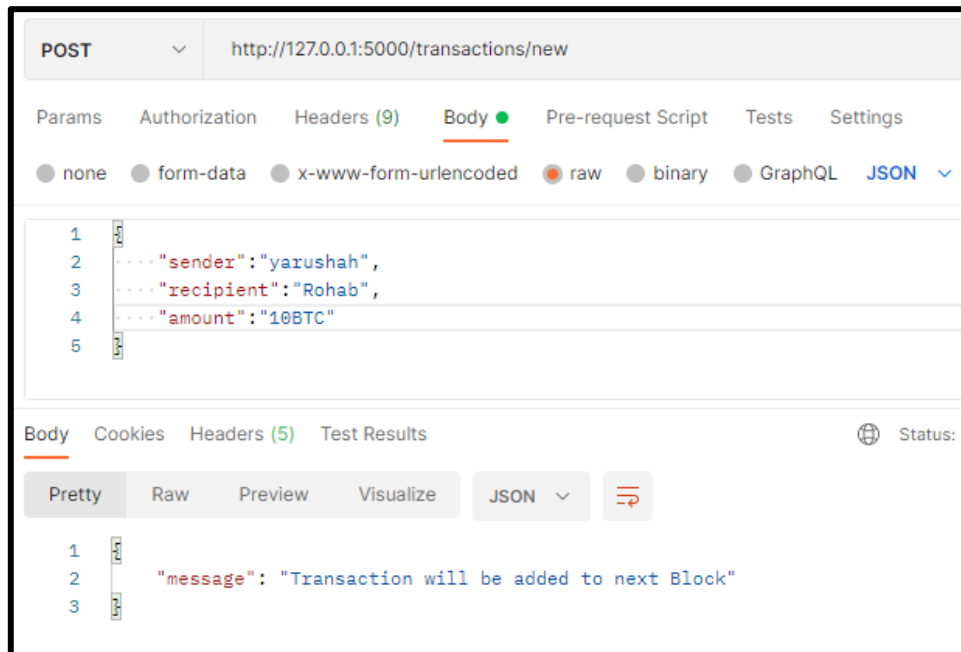 POST http://127.0.0.1:5000/transactions/new
Params Authorization Headers (9) Body Pre-request Script Tests Settings
none form-data x-www-form-urlencoded raw binary GraphQL JSON
1 {
2 "sender":"yarushah",
3 "recipient":"Rohab",
4 "amount":"10BTC"
5 }
Body Cookies Headers (5) Test Results Status:
Pretty Raw Preview Visualize JSON
1 {
2 "message": "Transaction will be added to next Block"
3 }